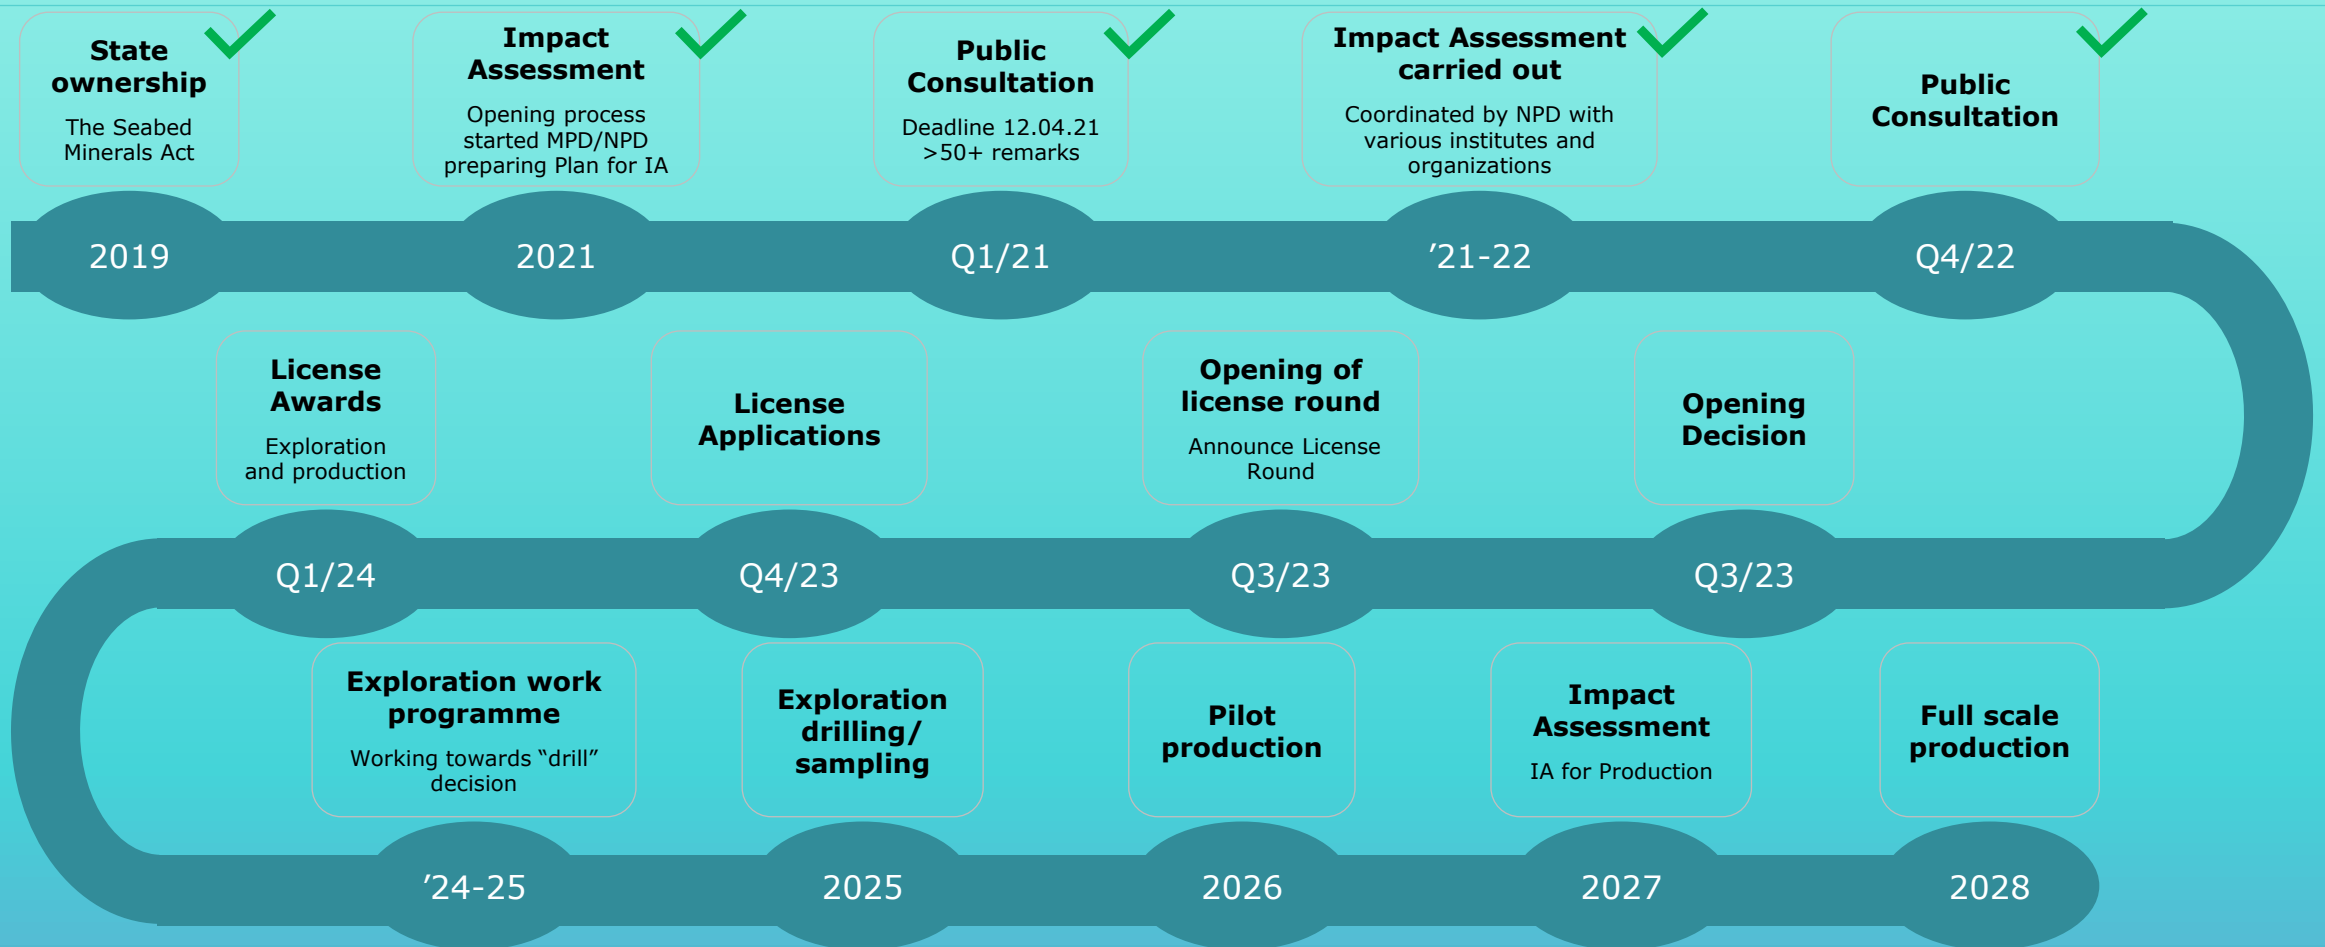 State
ownership
The Seabed
Minerals Act
2019
Impact
Assessment
Opening process
started MPD/NPD
preparing Plan for IA
2021
Public
Consultation
Deadline 12.04.21
>50+ remarks
Q1/21
Impact Assessment
carried out
Coordinated by NPD with
various institutes and
organizations
’21-22
Public
Consultation
Q4/22
Opening
Decision
Q3/23
Opening of
license round
Announce License
Round
Q3/23
License
Applications
Q4/23
License
Awards
Exploration
and production
Q1/24
Exploration work
programme
Working towards “drill”
decision
’24-25
Exploration
drilling/
sampling
2025
Pilot
production
2026
Impact
Assessment
IA for Production
2027
Full scale
production
2028